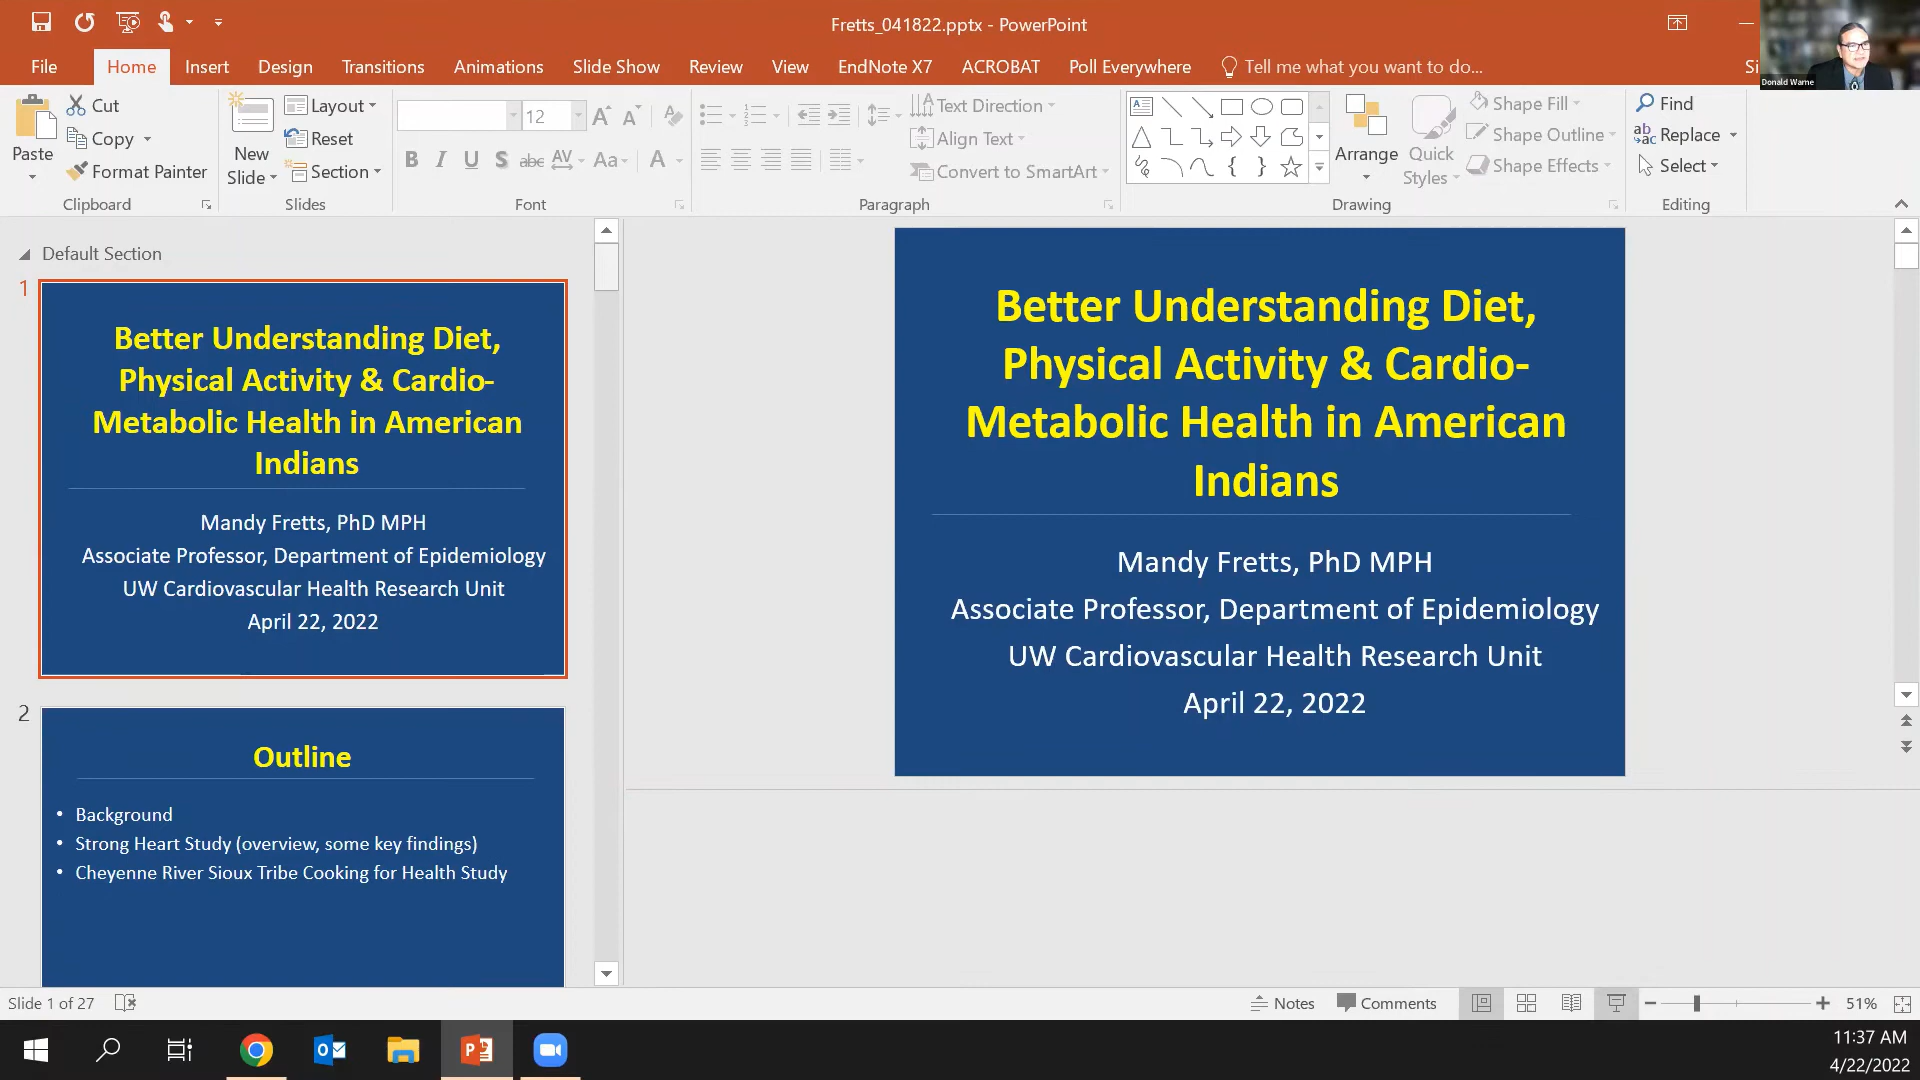 Fretts_041822.pptx - PowerPoint
File Home Insert Design Transitions Animations Slide Show Review View EndNote X7 ACROBAT Poll Everywhere Tell me what you want to do... Si
Donald Warne
Paste
Cut
Copy
Format Painter
Clipboard
New
Slide
Layout
Reset
Section
Slides
12
B I U S abc AV Aa A
Font
Text Direction
Align Text
Convert to SmartArt
Paragraph
Arrange
Quick
Styles
Shape Fill
Shape Outline
Shape Effects
Drawing
Find
Replace
Select
Editing
Default Section
1
Better Understanding Diet,
Physical Activity & Cardio-
Metabolic Health in American
Indians
Mandy Fretts, PhD MPH
Associate Professor, Department of Epidemiology
UW Cardiovascular Health Research Unit
April 22, 2022
2
Outline
• Background
• Strong Heart Study (overview, some key findings)
• Cheyenne River Sioux Tribe Cooking for Health Study
Better Understanding Diet,
Physical Activity & Cardio-
Metabolic Health in American
Indians
Mandy Fretts, PhD MPH
Associate Professor, Department of Epidemiology
UW Cardiovascular Health Research Unit
April 22, 2022
Slide 1 of 27
Notes
Comments
51%
11:37 AM
4/22/2022